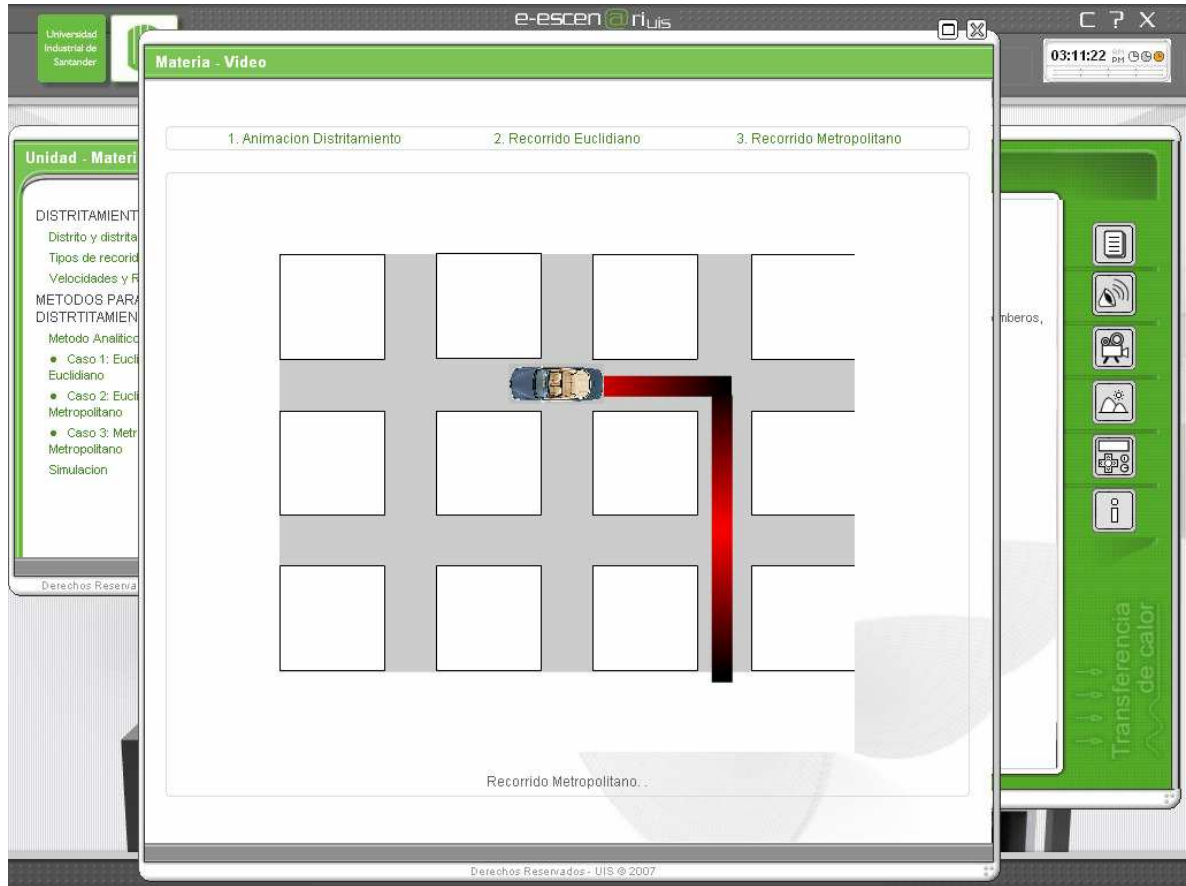 e-escen@ri uis
C ? X
Universidad
Industrial de
Santander
03:11:22 AM
PM
Materia - Video
1. Animacion Distritamiento 2. Recorrido Euclidiano 3. Recorrido Metropolitano
Unidad - Materi
DISTRITAMIENT
Distrito y distrita
Tipos de recorid
Velocidades y R
METODOS PARA
DISTRTITAMIEN
Metodo Analitico
Caso 1: Eucli
Euclidiano
Caso 2: Eucli
Metropolitano
Caso 3: Metr
Metropolitano
Simulacion
Derechos Reserva
mberos,
Transferencia
de calor
Recorrido Metropolitano. .
Derechos Reservados - UIS © 2007